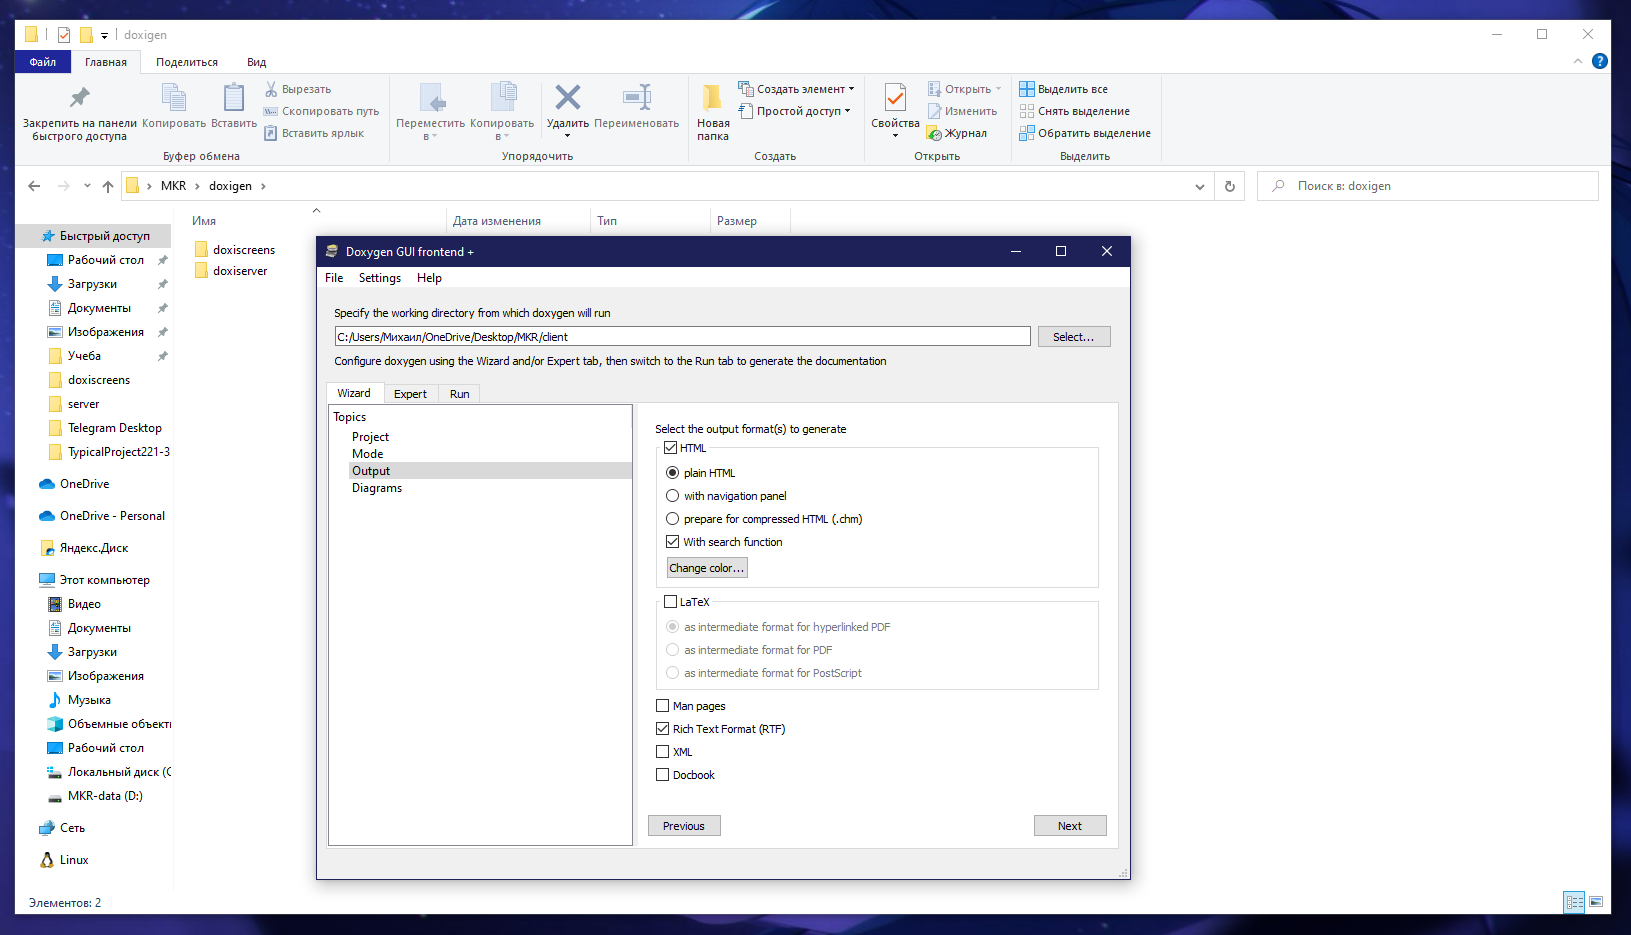 doxigen
Файл Главная Поделиться Вид
Закрепить на панели быстрого доступа
Копировать
Вставить
Вырезать
Скопировать путь
Вставить ярлык
Буфер обмена
Переместить в
Копировать в
Удалить
Переименовать
Упорядочить
Новая папка
Создать элемент
Простой доступ
Создать
Свойства
Открыть
Изменить
Журнал
Открыть
Выделить все
Снять выделение
Обратить выделение
Выделить
MKR > doxigen >
Поиск в: doxigen
Имя Дата изменения Тип Размер
doxiscreens
doxiserver
Быстрый доступ
Рабочий стол
Загрузки
Документы
Изображения
Учеба
doxiscreens
server
Telegram Desktop
TypicalProject221-3
OneDrive
OneDrive - Personal
Яндекс.Диск
Этот компьютер
Видео
Документы
Загрузки
Изображения
Музыка
Объемные объект
Рабочий стол
Локальный диск (C
MKR-data (D:)
Сеть
Linux
Элементов: 2
Doxygen GUI frontend +
File Settings Help
Specify the working directory from which doxygen will run
C:/Users/Михаил/OneDrive/Desktop/MKR/client
Select...
Configure doxygen using the Wizard and/or Expert tab, then switch to the Run tab to generate the documentation
Wizard Expert Run
Topics
Project
Mode
Output
Diagrams
Select the output format(s) to generate
HTML
plain HTML
with navigation panel
prepare for compressed HTML (.chm)
With search function
Change color...
LaTeX
as intermediate format for hyperlinked PDF
as intermediate format for PDF
as intermediate format for PostScript
Man pages
Rich Text Format (RTF)
XML
Docbook
Previous
Next